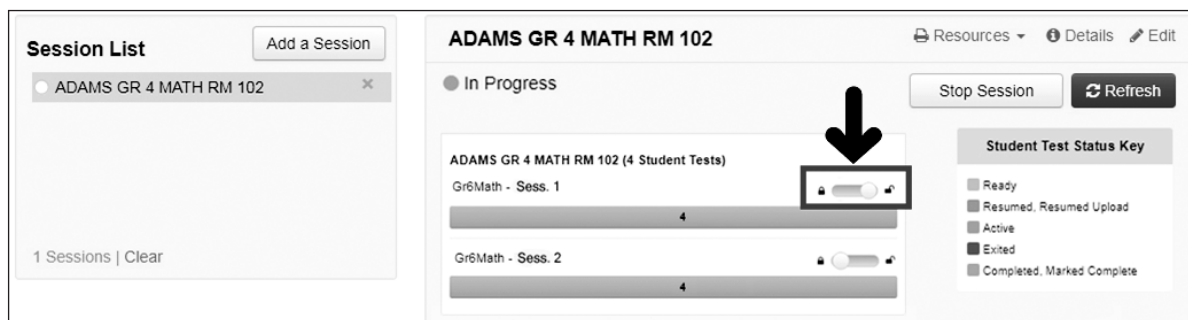 Session List
Add a Session
ADAMS GR 4 MATH RM 102
1 Sessions | Clear
ADAMS GR 4 MATH RM 102
Resources
Details
Edit
In Progress
Stop Session
Refresh
ADAMS GR 4 MATH RM 102 (4 Student Tests)
Gr6Math - Sess. 1
4
Gr6Math - Sess. 2
4
Student Test Status Key
Ready
Resumed, Resumed Upload
Active
Exited
Completed, Marked Complete